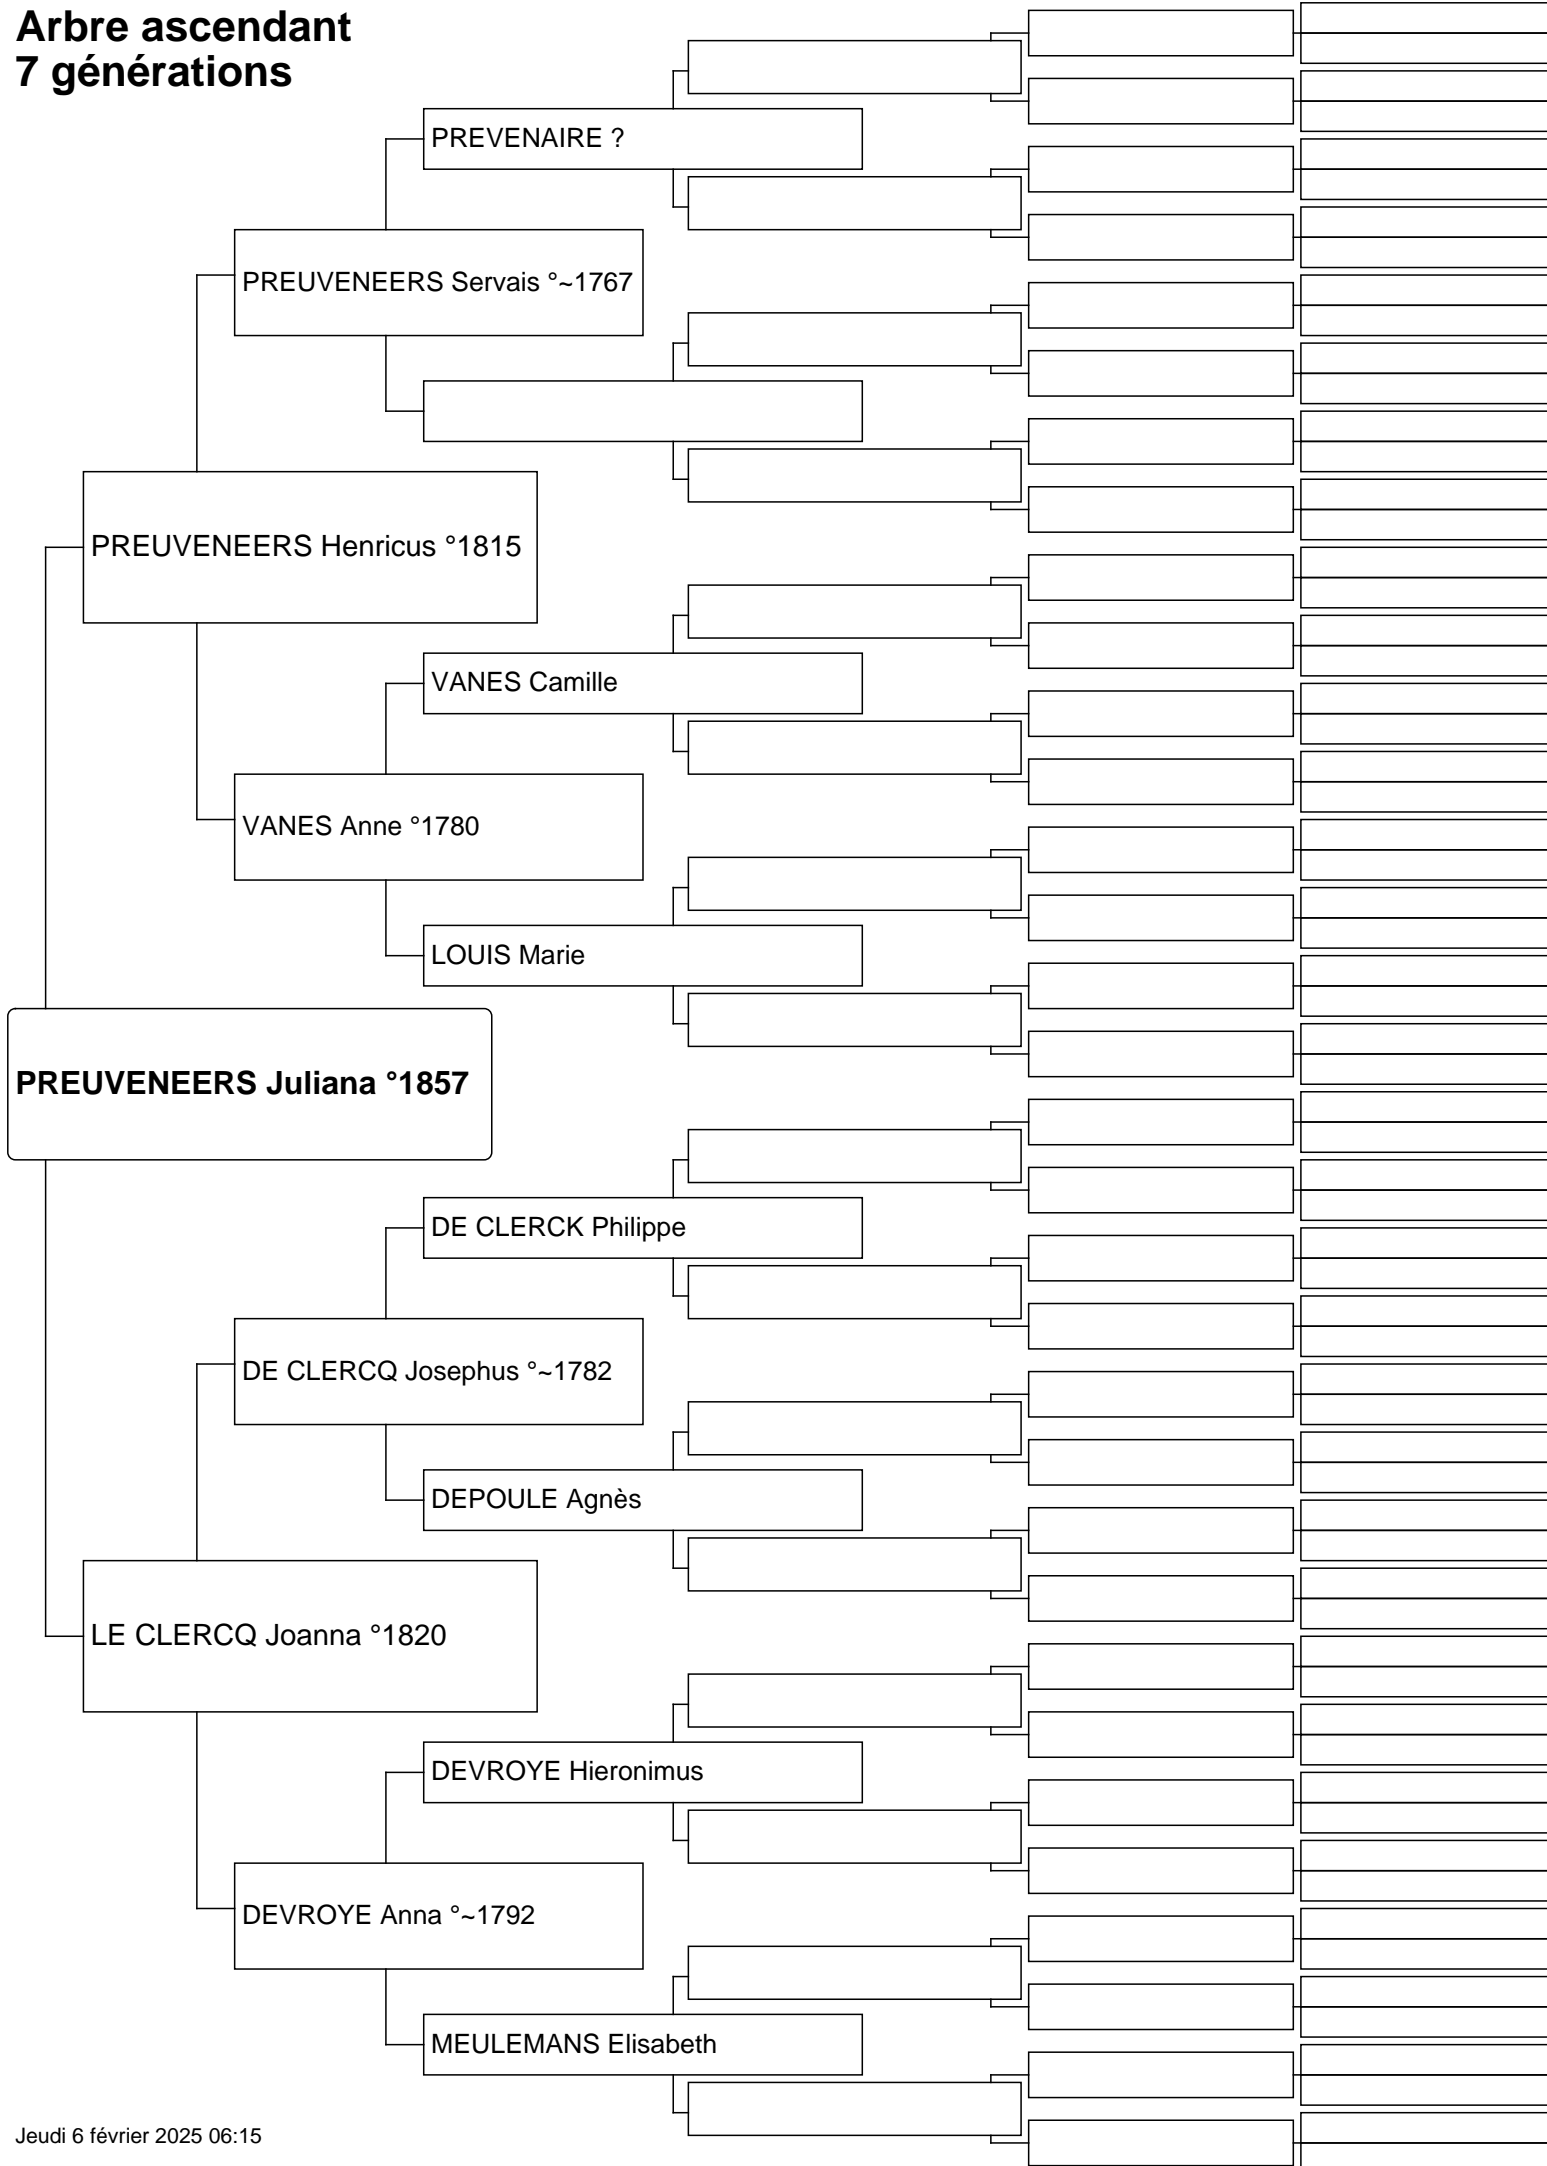 Arbre ascendant
7 générations
PREVENAIRE ?
PREUVENEERS Servais °~1767
PREUVENEERS Henricus °1815
VANES Camille
VANES Anne °1780
LOUIS Marie
PREUVENEERS Juliana °1857
DE CLERCK Philippe
DE CLERCQ Josephus °~1782
DEPOULE Agnès
LE CLERCQ Joanna °1820
DEVROYE Hieronimus
DEVROYE Anna °~1792
MEULEMANS Elisabeth
Jeudi 6 février 2025 06:15